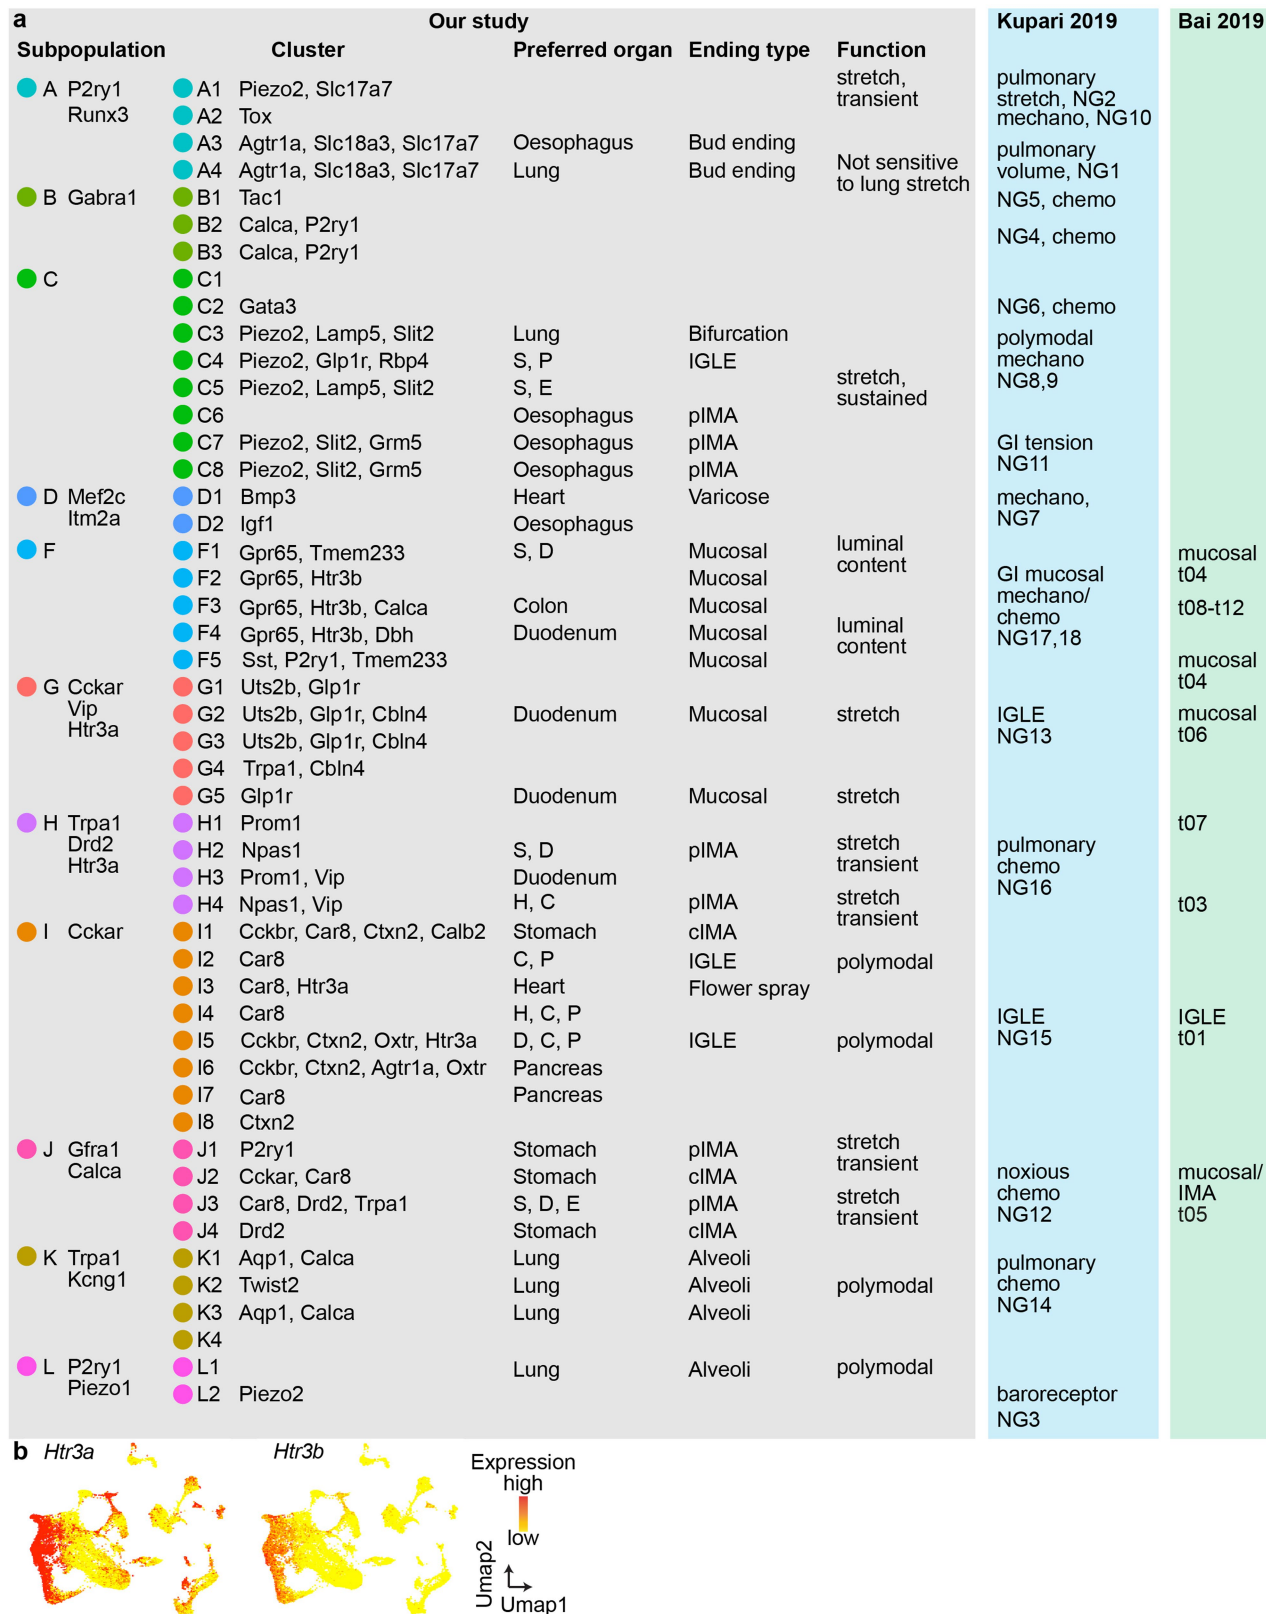 a Our study Kupari 2019 Bai 2019
Subpopulation Cluster Preferred organ Ending type Function
A P2ry1 A1 Piezo2, Slc17a7 stretch, pulmonary
Runx3 A2 Tox transient stretch, NG2
mechano, NG10
A3 Agtr1a, Slc18a3, Slc17a7 Oesophagus Bud ending pulmonary
A4 Agtr1a, Slc18a3, Slc17a7 Lung Bud ending Not sensitive volume, NG1
to lung stretch
B Gabra1 B1 Tac1 NG5, chemo
B2 Calca, P2ry1 NG4, chemo
B3 Calca, P2ry1
C C1
C2 Gata3 NG6, chemo
C3 Piezo2, Lamp5, Slit2 Lung Bifurcation polymodal
C4 Piezo2, Glp1r, Rbp4 S, P IGLE mechano
C5 Piezo2, Lamp5, Slit2 S, E stretch, NG8,9
sustained
C6 Oesophagus pIMA
C7 Piezo2, Slit2, Grm5 Oesophagus pIMA GI tension
C8 Piezo2, Slit2, Grm5 Oesophagus pIMA NG11
D Mef2c D1 Bmp3 Heart Varicose mechano,
Itm2a D2 Igf1 Oesophagus NG7
F F1 Gpr65, Tmem233 S, D Mucosal luminal mucosal
content
F2 Gpr65, Htr3b Mucosal GI mucosal t04
mechano/
F3 Gpr65, Htr3b, Calca Colon Mucosal chemo t08-t12
F4 Gpr65, Htr3b, Dbh Duodenum Mucosal luminal NG17,18
content
F5 Sst, P2ry1, Tmem233 Mucosal mucosal
G Cckar G1 Uts2b, Glp1r t04
Vip G2 Uts2b, Glp1r, Cbln4 Duodenum Mucosal stretch IGLE mucosal
Htr3a G3 Uts2b, Glp1r, Cbln4 NG13 t06
G4 Trpa1, Cbln4
G5 Glp1r Duodenum Mucosal stretch
H Trpa1 H1 Prom1 t07
Drd2 H2 Npas1 S, D pIMA stretch pulmonary
Htr3a transient chemo
H3 Prom1, Vip Duodenum NG16
H4 Npas1, Vip H, C pIMA stretch t03
transient
I Cckar I1 Cckbr, Car8, Ctxn2, Calb2 Stomach cIMA
I2 Car8 C, P IGLE polymodal
I3 Car8, Htr3a Heart Flower spray
I4 Car8 H, C, P IGLE IGLE
I5 Cckbr, Ctxn2, Oxtr, Htr3a D, C, P IGLE polymodal NG15 t01
I6 Cckbr, Ctxn2, Agtr1a, Oxtr Pancreas
I7 Car8 Pancreas
I8 Ctxn2
J Gfra1 J1 P2ry1 Stomach pIMA stretch
Calca transient
J2 Cckar, Car8 Stomach cIMA noxious mucosal/
chemo IMA
J3 Car8, Drd2, Trpa1 S, D, E pIMA stretch NG12 t05
transient
J4 Drd2 Stomach cIMA
K Trpa1 K1 Aqp1, Calca Lung Alveoli pulmonary
Kcng1 K2 Twist2 Lung Alveoli polymodal chemo
K3 Aqp1, Calca Lung Alveoli NG14
K4
L P2ry1 L1 Lung Alveoli polymodal
Piezo1 L2 Piezo2 baroreceptor
NG3
b Htr3a Htr3b Expression
high
low
Umap2
Umap1